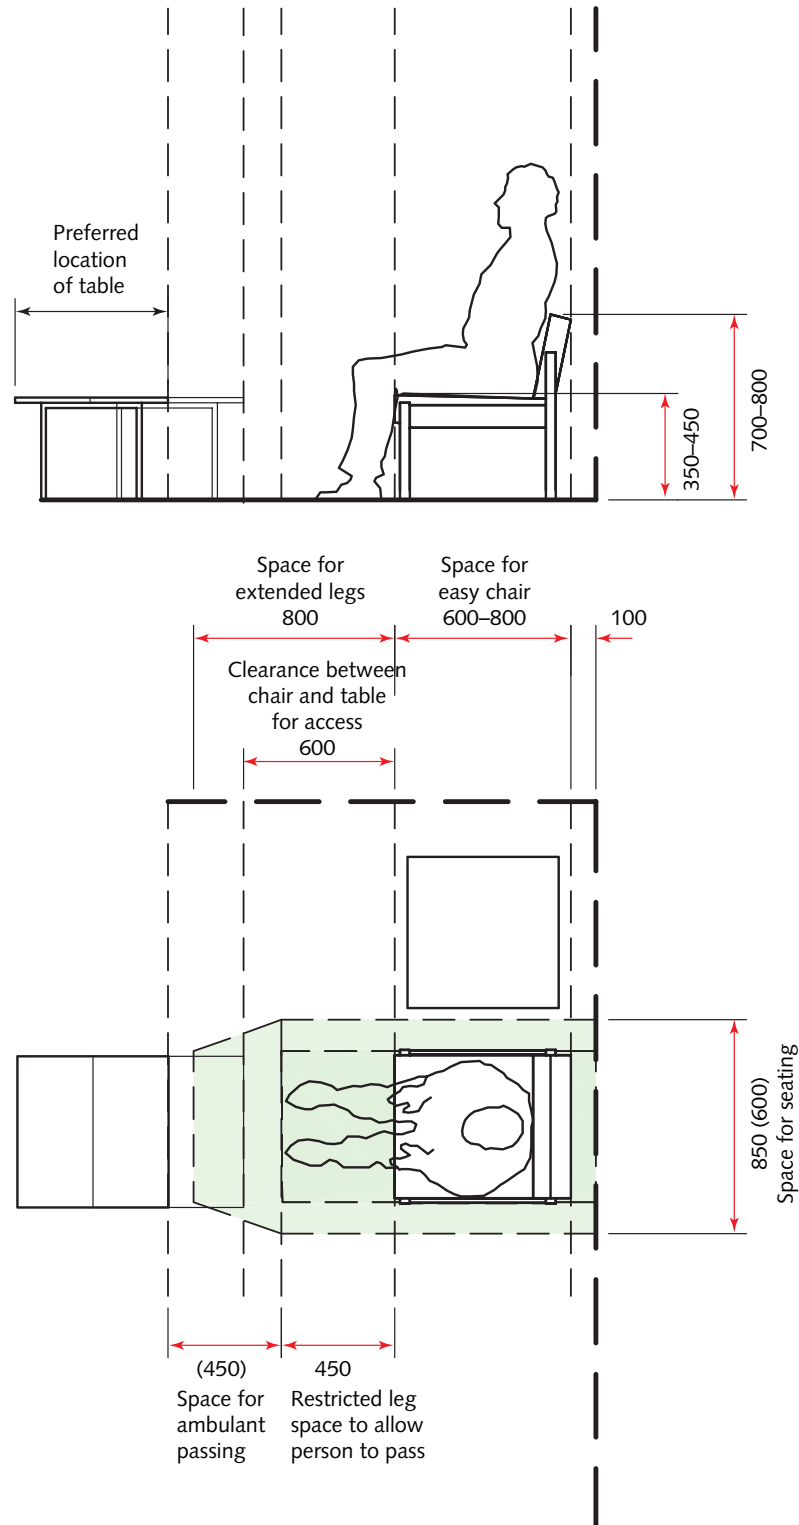 Preferred
location
of table
350–450
700–800
Space for
extended legs
800
Space for
easy chair
600–800
100
Clearance between
chair and table
for access
600
850 (600)
Space for seating
(450)
Space for
ambulant
passing
450
Restricted leg
space to allow
person to pass